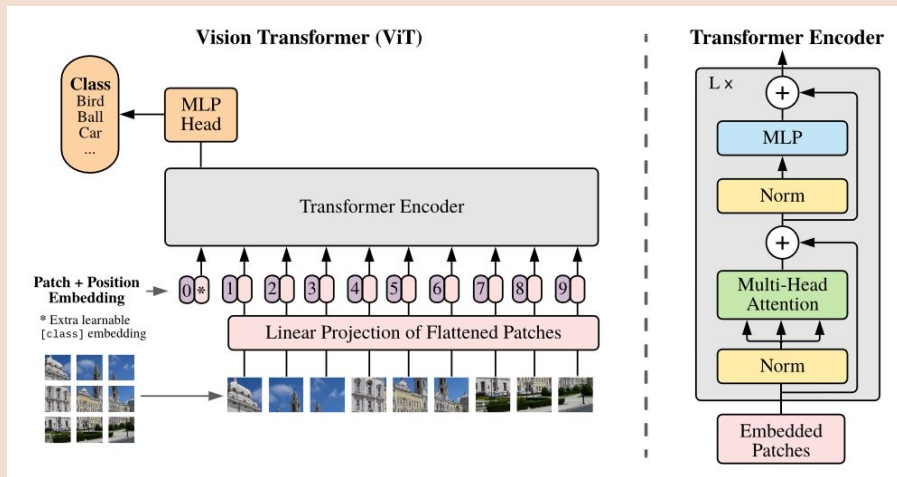 Vision Transformer (ViT)
Class
Bird
Ball
Car
...
MLP
Head
Transformer Encoder
Patch + Position
Embedding
0 * 1 2 3 4 5 6 7 8 9
* Extra learnable
[class] embedding
Linear Projection of Flattened Patches
Transformer Encoder
L x
+
MLP
Norm
+
Multi-Head
Attention
Norm
Embedded
Patches